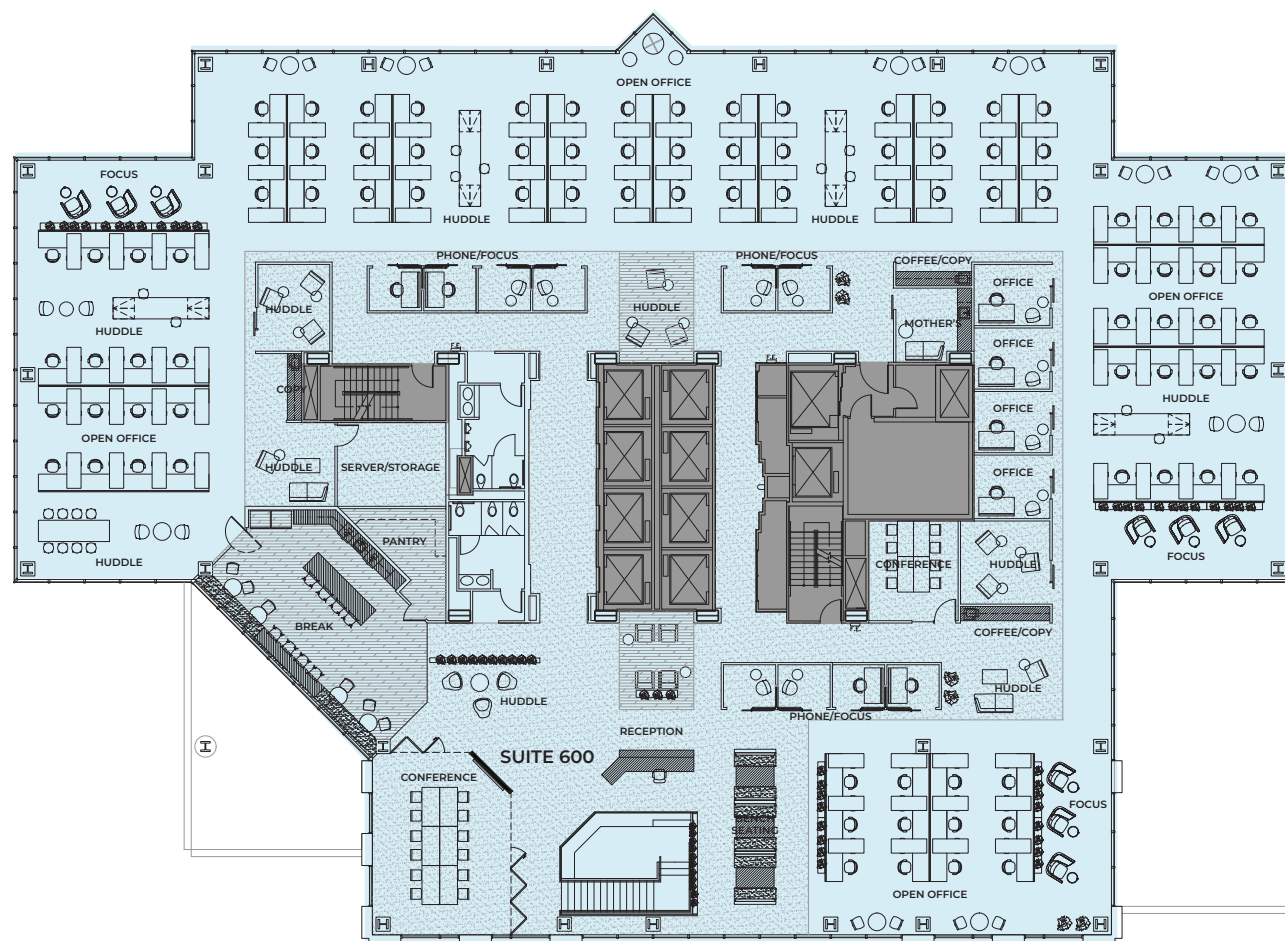 OPEN OFFICE
FOCUS
HUDDLE
HUDDLE
PHONE/FOCUS
PHONE/FOCUS
COFFEE/COPY
OFFICE
OPEN OFFICE
HUDDLE
HUDDLE
HUDDLE
MOTHER'S
OFFICE
COPY
HUDDLE
OFFICE
OPEN OFFICE
HUDDLE
SERVER/STORAGE
OFFICE
PANTRY
FOCUS
HUDDLE
CONFERENCE
HUDDLE
BREAK
COFFEE/COPY
HUDDLE
HUDDLE
PHONE/FOCUS
RECEPTION
SUITE 600
CONFERENCE
FOCUS
SEATING
OPEN OFFICE